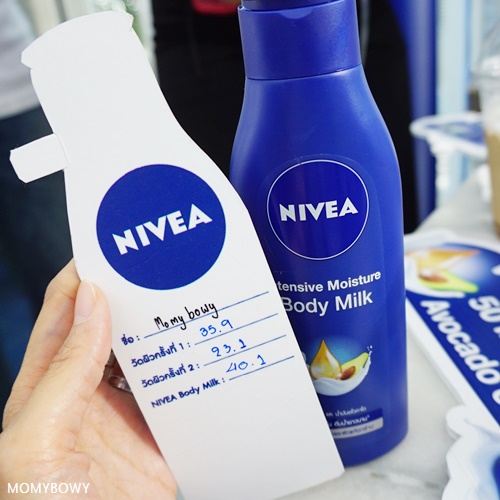 NIVEA
ชื่อ : Momybowy
วัดผิวครั้งที่ 1 : 35.9
วัดผิวครั้งที่ 2 : 23.1
NIVEA Body Milk : 40.1
NIVEA
Intensive Moisture
Body Milk
Avocado
MOMYBOWY